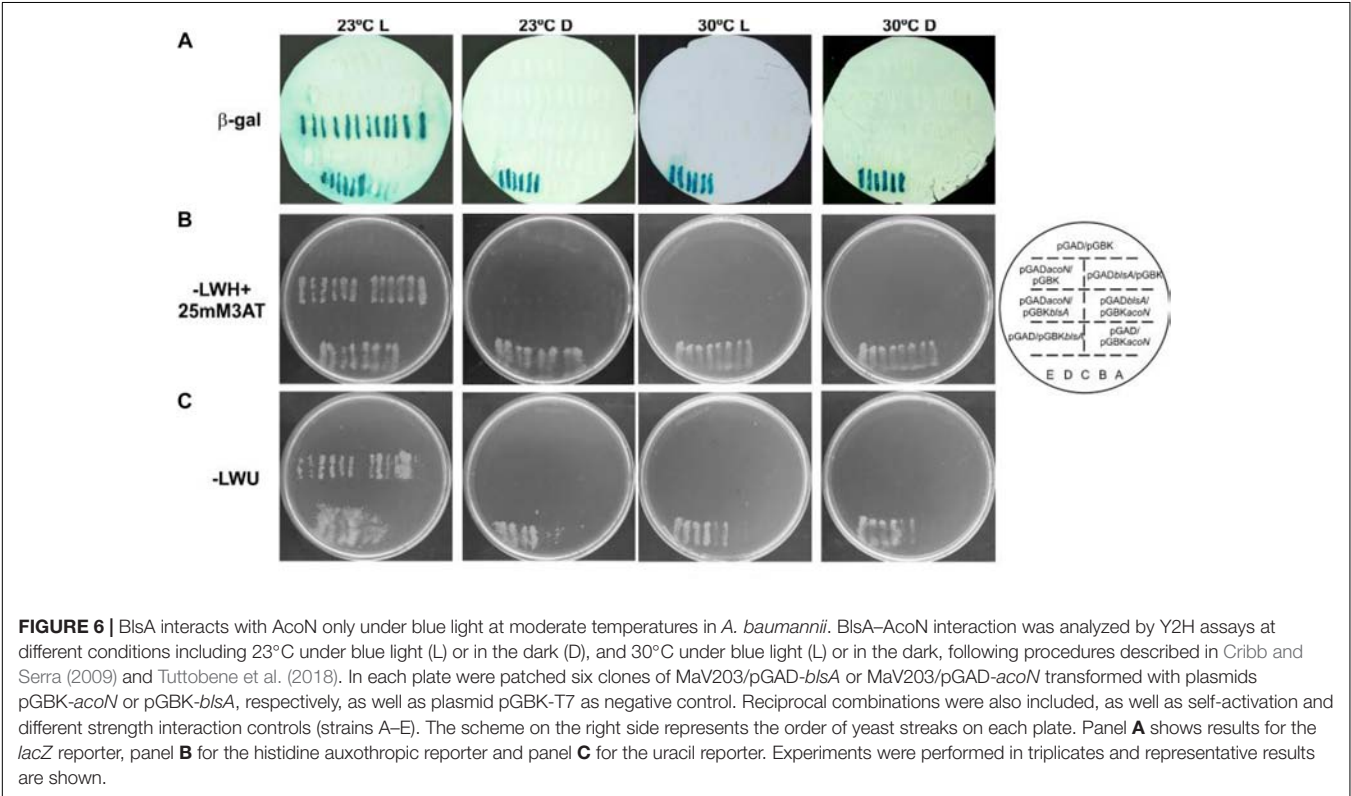 23ºC L 23ºC D 30ºC L 30ºC D
A
β-gal
B
-LWH+
25mM3AT
pGAD/pGBK
pGADacoN/
pGBK
pGADblsA/pGBK
pGADacoN/
pGBKblsA
pGADblsA/
pGBKacoN
pGAD/pGBKblsA
pGAD/
pGBKacoN
E D C B A
C
-LWU
FIGURE 6 | BlsA interacts with AcoN only under blue light at moderate temperatures in A. baumannii. BlsA–AcoN interaction was analyzed by Y2H assays at
different conditions including 23°C under blue light (L) or in the dark (D), and 30°C under blue light (L) or in the dark, following procedures described in Cribb and
Serra (2009) and Tuttobene et al. (2018). In each plate were patched six clones of MaV203/pGAD-blsA or MaV203/pGAD-acoN transformed with plasmids
pGBK-acoN or pGBK-blsA, respectively, as well as plasmid pGBK-T7 as negative control. Reciprocal combinations were also included, as well as self-activation and
different strength interaction controls (strains A–E). The scheme on the right side represents the order of yeast streaks on each plate. Panel A shows results for the
lacZ reporter, panel B for the histidine auxothropic reporter and panel C for the uracil reporter. Experiments were performed in triplicates and representative results
are shown.